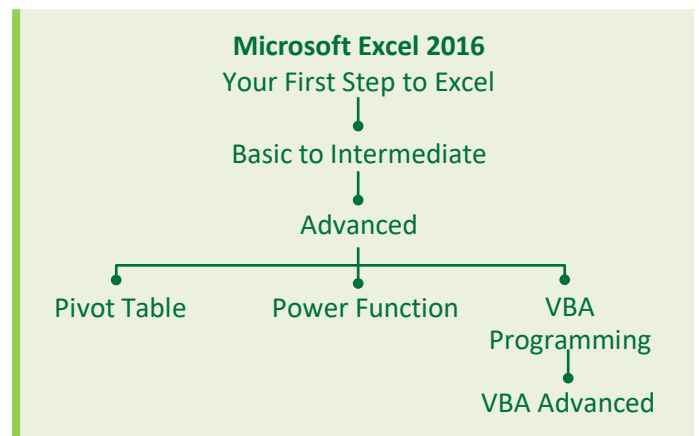 Microsoft Excel 2016
Your First Step to Excel
Basic to Intermediate
Advanced
Pivot Table
Power Function
VBA
Programming
VBA Advanced